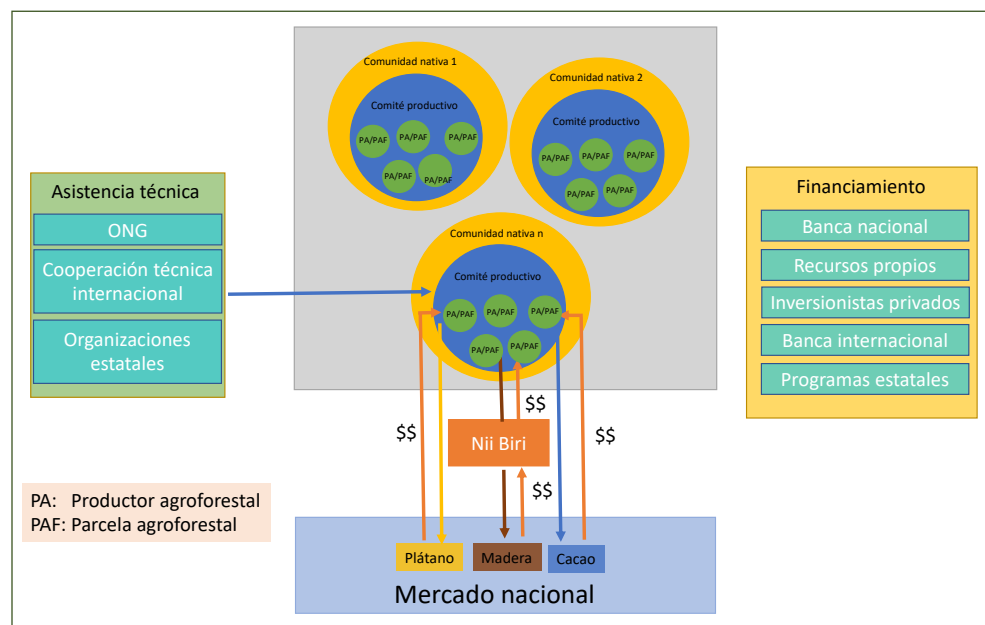 Comunidad nativa 1
Comité productivo
PA/PAF
PA/PAF
PA/PAF
PA/PAF
PA/PAF
Comunidad nativa 2
Comité productivo
PA/PAF
PA/PAF
PA/PAF
PA/PAF
PA/PAF
Asistencia técnica
ONG
Cooperación técnica
internacional
Organizaciones
estatales
Comunidad nativa n
Comité productivo
PA/PAF
PA/PAF
PA/PAF
PA/PAF
PA/PAF
Financiamiento
Banca nacional
Recursos propios
Inversionistas privados
Banca internacional
Programas estatales
$$
$$
$$
Nii Biri
$$
PA: Productor agroforestal
PAF: Parcela agroforestal
Plátano
Madera
Cacao
Mercado nacional